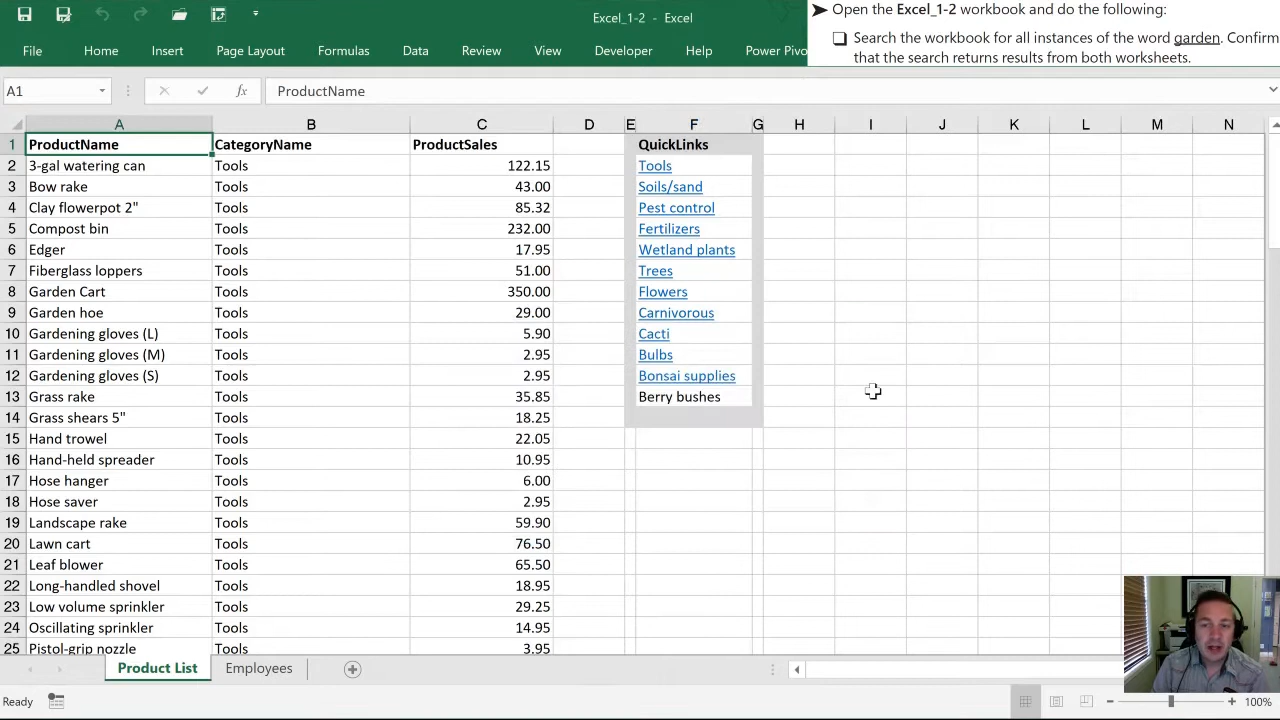 Excel_1-2 - Excel
➤ Open the Excel_1-2 workbook and do the following:
❑ Search the workbook for all instances of the word garden. Confirm
that the search returns results from both worksheets.
File Home Insert Page Layout Formulas Data Review View Developer Help Power Pivo
A1 fx ProductName
A B C D E F G H I J K L M N
1 ProductName CategoryName ProductSales QuickLinks
2 3-gal watering can Tools 122.15 Tools
3 Bow rake Tools 43.00 Soils/sand
4 Clay flowerpot 2" Tools 85.32 Pest control
5 Compost bin Tools 232.00 Fertilizers
6 Edger Tools 17.95 Wetland plants
7 Fiberglass loppers Tools 51.00 Trees
8 Garden Cart Tools 350.00 Flowers
9 Garden hoe Tools 29.00 Carnivorous
10 Gardening gloves (L) Tools 5.90 Cacti
11 Gardening gloves (M) Tools 2.95 Bulbs
12 Gardening gloves (S) Tools 2.95 Bonsai supplies
13 Grass rake Tools 35.85 Berry bushes
14 Grass shears 5" Tools 18.25
15 Hand trowel Tools 22.05
16 Hand-held spreader Tools 10.95
17 Hose hanger Tools 6.00
18 Hose saver Tools 2.95
19 Landscape rake Tools 59.90
20 Lawn cart Tools 76.50
21 Leaf blower Tools 65.50
22 Long-handled shovel Tools 18.95
23 Low volume sprinkler Tools 29.25
24 Oscillating sprinkler Tools 14.95
25 Pistol-grip nozzle Tools 3.95
Product List Employees
Ready 100%